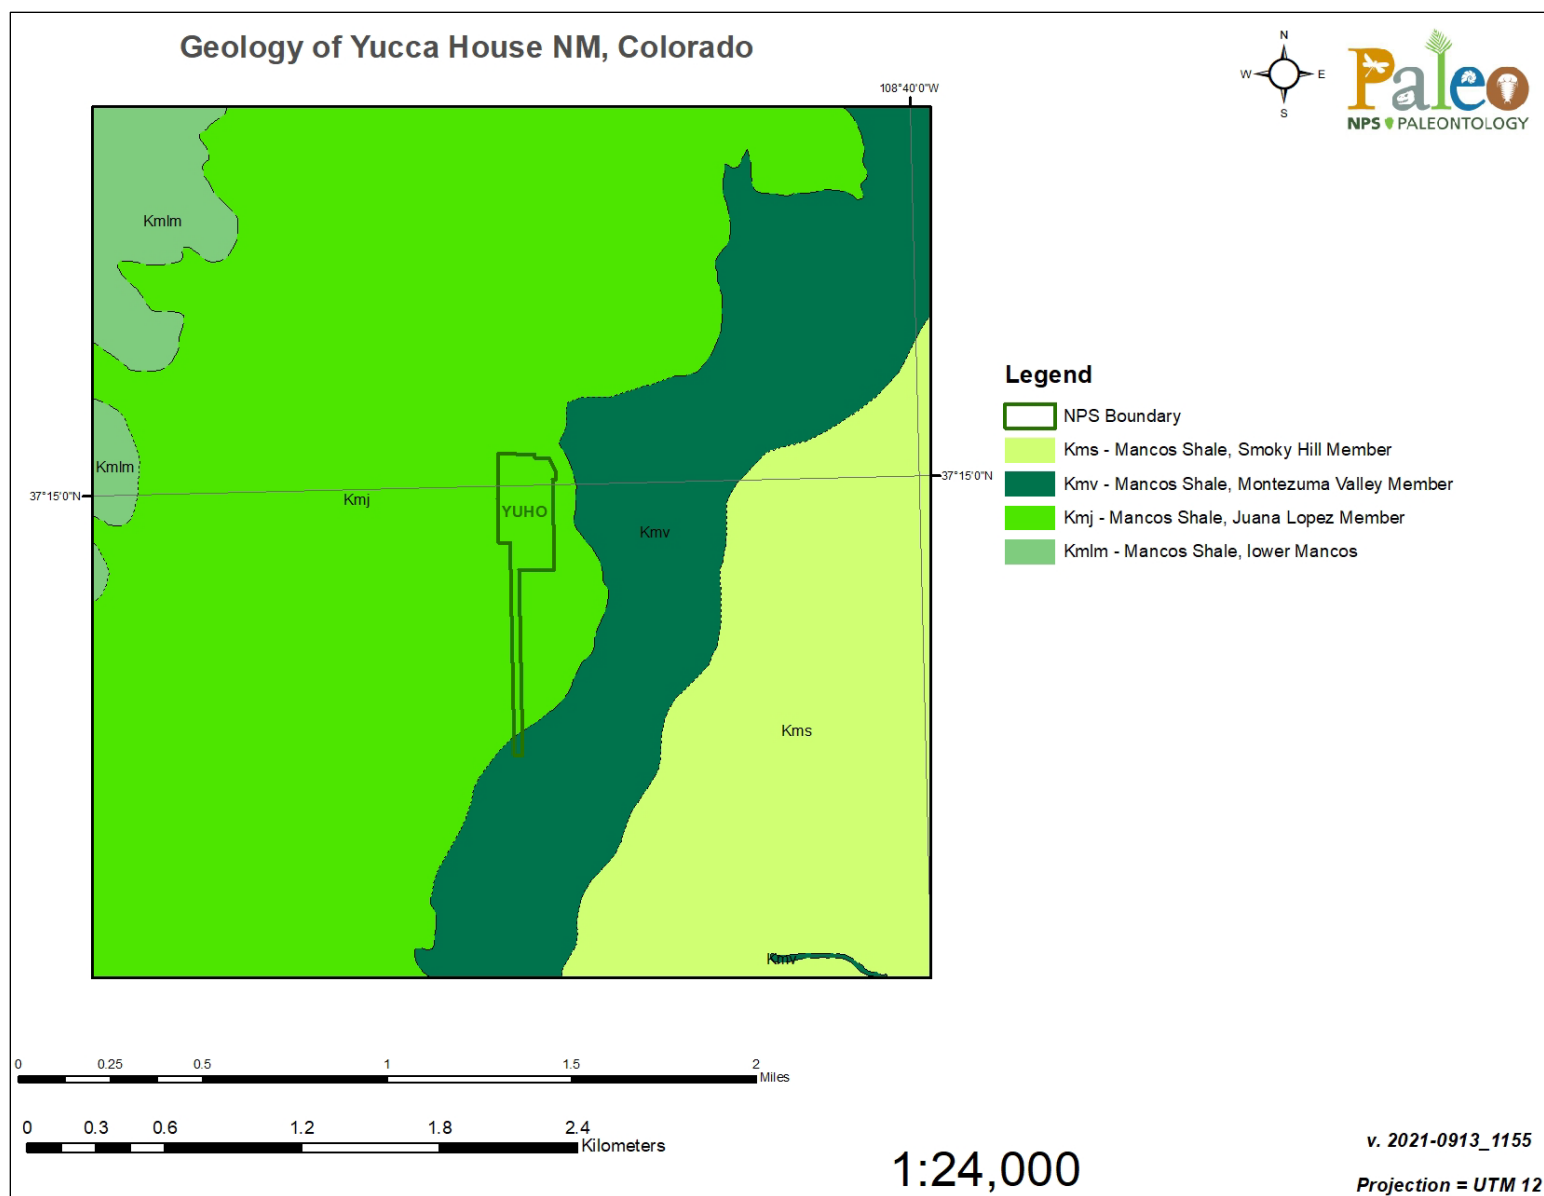 Geology of Yucca House NM, Colorado
N
W E
S
Paleo
NPS PALEONTOLOGY
108°40'0"W
Kmlm
Kmlm
37°15'0"N
37°15'0"N
Kmj
YUHO
Kmv
Kms
Kmv
Legend
NPS Boundary
Kms - Mancos Shale, Smoky Hill Member
Kmv - Mancos Shale, Montezuma Valley Member
Kmj - Mancos Shale, Juana Lopez Member
Kmlm - Mancos Shale, lower Mancos
0 0.25 0.5 1 1.5 2
Miles
0 0.3 0.6 1.2 1.8 2.4
Kilometers
1:24,000
v. 2021-0913_1155
Projection = UTM 12